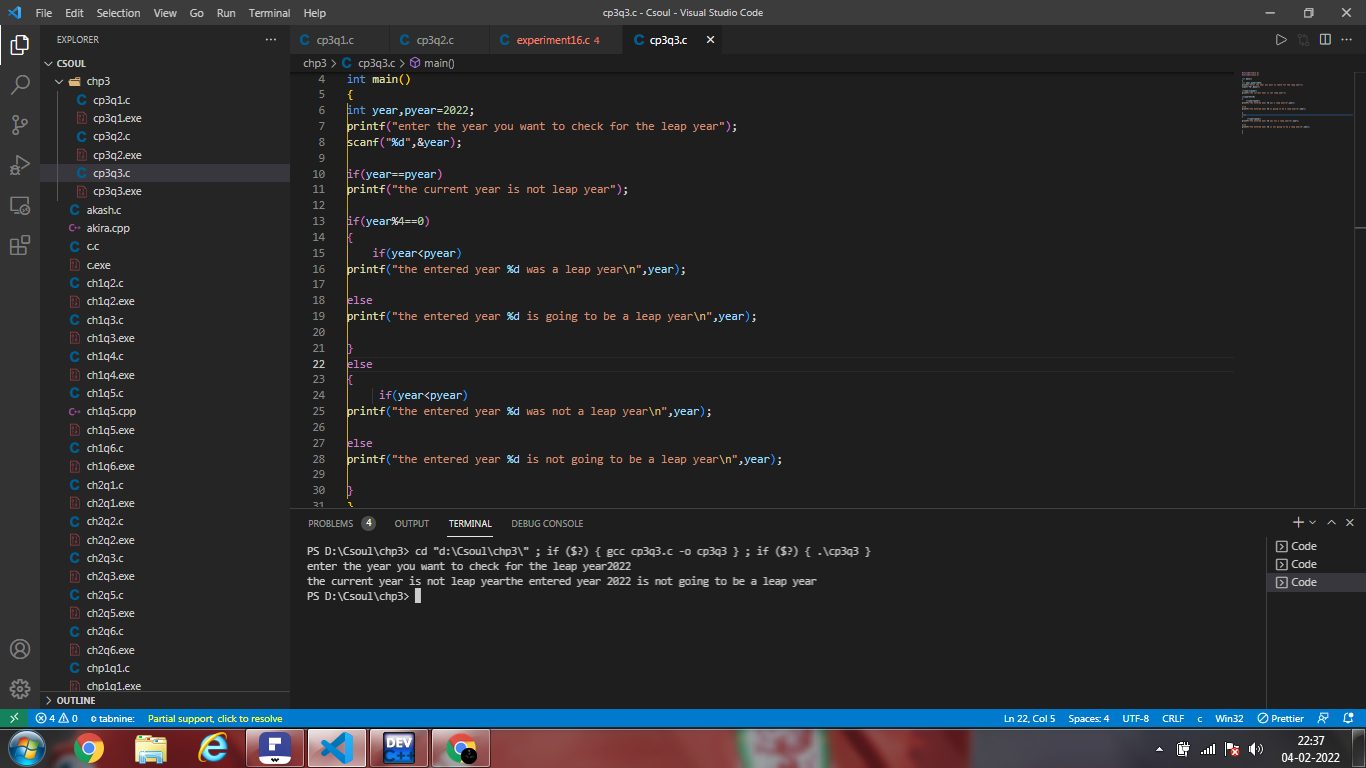 File Edit Selection View Go Run Terminal Help
cp3q3.c - Csoul - Visual Studio Code
EXPLORER
CSOUL
chp3
cp3q1.c
cp3q1.exe
cp3q2.c
cp3q2.exe
cp3q3.c
cp3q3.exe
akash.c
akira.cpp
c.c
c.exe
ch1q2.c
ch1q2.exe
ch1q3.c
ch1q3.exe
ch1q4.c
ch1q4.exe
ch1q5.c
ch1q5.cpp
ch1q5.exe
ch1q6.c
ch1q6.exe
ch2q1.c
ch2q1.exe
ch2q2.c
ch2q2.exe
ch2q3.c
ch2q3.exe
ch2q5.c
ch2q5.exe
ch2q6.c
ch2q6.exe
chp1q1.c
chp1q1.exe
OUTLINE
cp3q1.c cp3q2.c experiment16.c 4 cp3q3.c
chp3 > cp3q3.c > main()
4 int main()
5 {
6 int year,pyear=2022;
7 printf("enter the year you want to check for the leap year");
8 scanf("%d",&year);
9
10 if(year==pyear)
11 printf("the current year is not leap year");
12
13 if(year%4==0)
14 {
15 if(year<pyear)
16 printf("the entered year %d was a leap year\n",year);
17
18 else
19 printf("the entered year %d is going to be a leap year\n",year);
20
21 }
22 else
23 {
24 if(year<pyear)
25 printf("the entered year %d was not a leap year\n",year);
26
27 else
28 printf("the entered year %d is not going to be a leap year\n",year);
29
30 }
31 }
PROBLEMS 4 OUTPUT TERMINAL DEBUG CONSOLE
PS D:\Csoul\chp3> cd "d:\Csoul\chp3\" ; if ($?) { gcc cp3q3.c -o cp3q3 } ; if ($?) { .\cp3q3 }
enter the year you want to check for the leap year2022
the current year is not leap yearthe entered year 2022 is not going to be a leap year
PS D:\Csoul\chp3>
Code
Code
Code
4 0 tabnine: Partial support, click to resolve
Ln 22, Col 5 Spaces: 4 UTF-8 CRLF c Win32 Prettier
DEV C++
22:37
04-02-2022